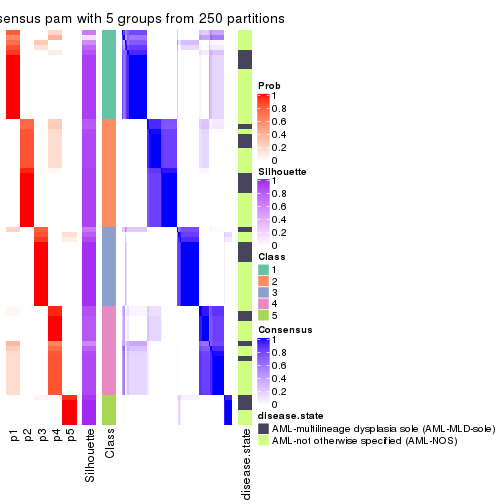 sensus pam with 5 groups from 250 partitions
Prob
1
0.8
0.6
0.4
0.2
0
Silhouette
1
0.8
0.6
0.4
0.2
0
Class
1
2
3
4
5
Consensus
1
0.8
0.6
0.4
0.2
0
disease.state
AML-multilineage dysplasia sole (AML-MLD-sole)
AML-not otherwise specified (AML-NOS)
p1
p2
p3
p4
p5
Silhouette
Class
disease.state